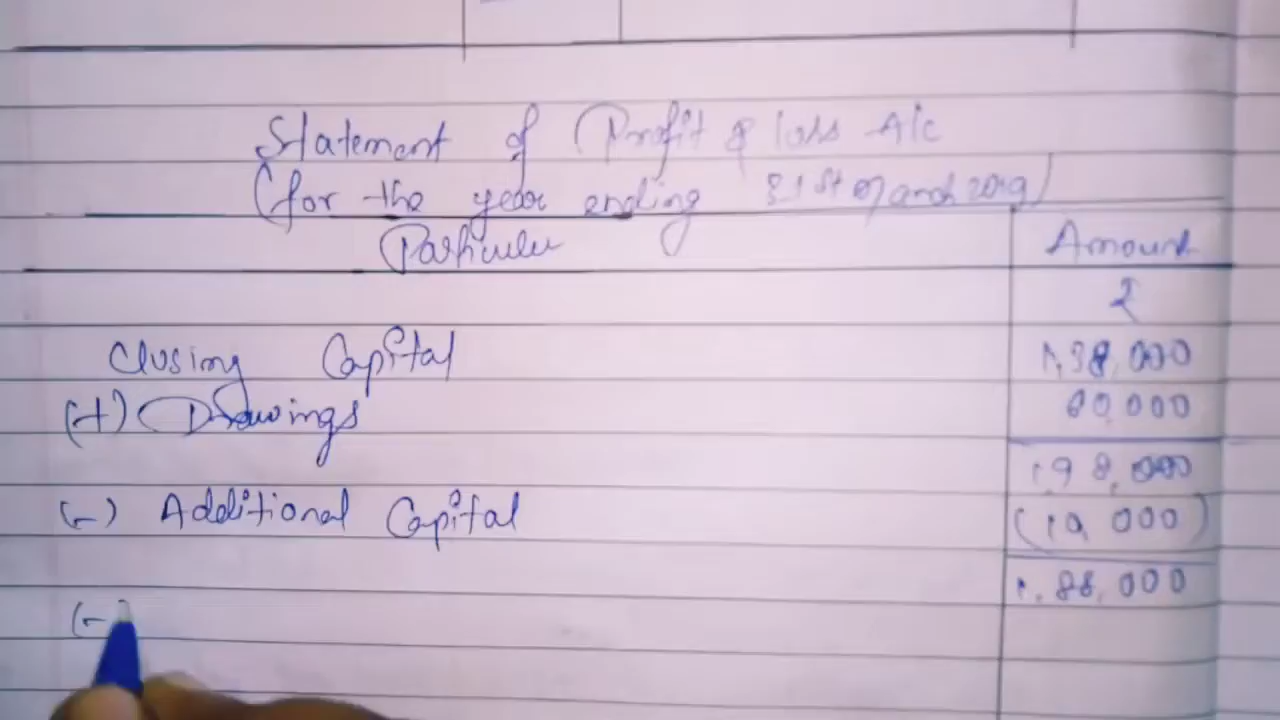 Statement of Profit & loss A/c
(for the year ending 31st March 2019)
Particular Amount
₹
Closing Capital 1,38,000
(+) Drawings 60,000
1,98,000
(-) Additional Capital (10,000)
1,88,000
(-)